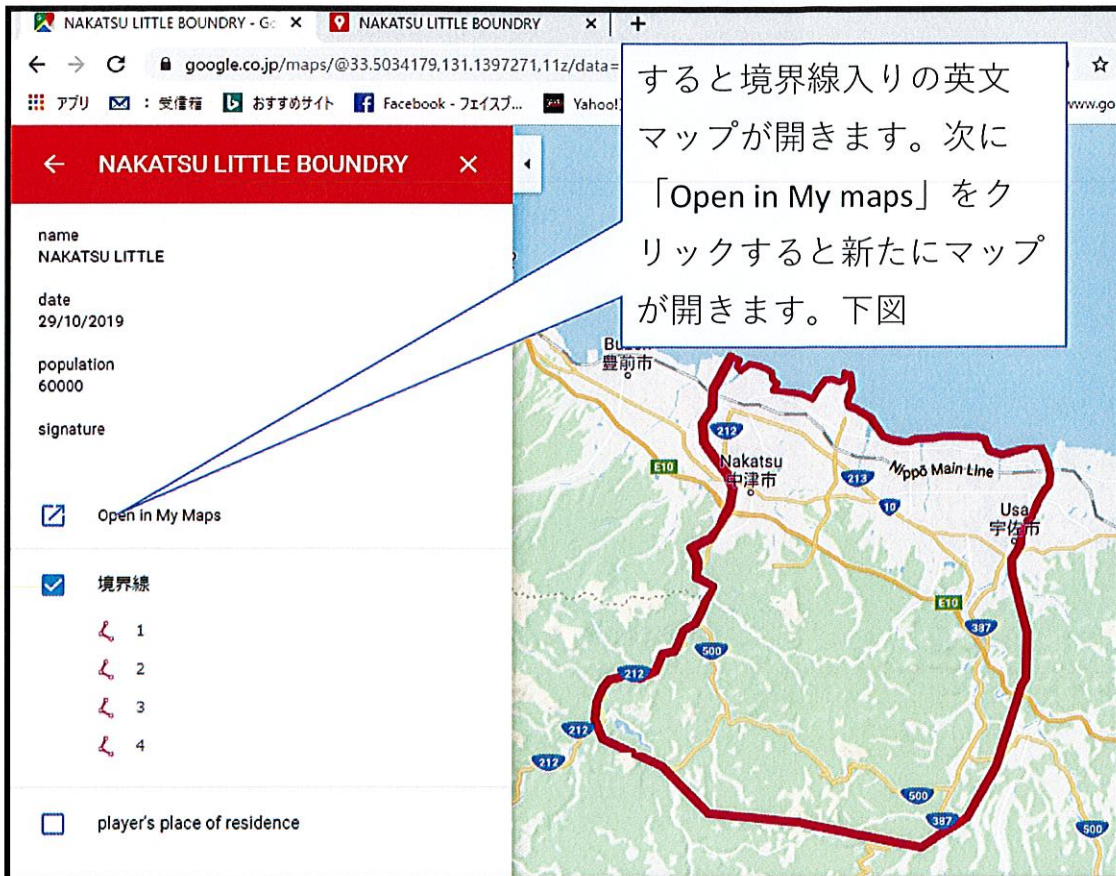 NAKATSU LITTLE BOUNDRY - Go
NAKATSU LITTLE BOUNDRY
google.co.jp/maps/@33.5034179,131.1397271,11z/data=
アプリ
: 受信箱
おすすめサイト
Facebook - フェイスブ...
Yahoo!
www.go
すると境界線入りの英文
マップが開きます。次に
「Open in My maps」をク
リックすると新たにマップ
が開きます。下図
NAKATSU LITTLE BOUNDRY
name
NAKATSU LITTLE
date
29/10/2019
population
60000
signature
Open in My Maps
境界線
1
2
3
4
player's place of residence
豊前市
212
Nakatsu
中津市
E10
213
Nippō Main Line
10
Usa
宇佐市
E10
387
500
212
212
212
500
387
500